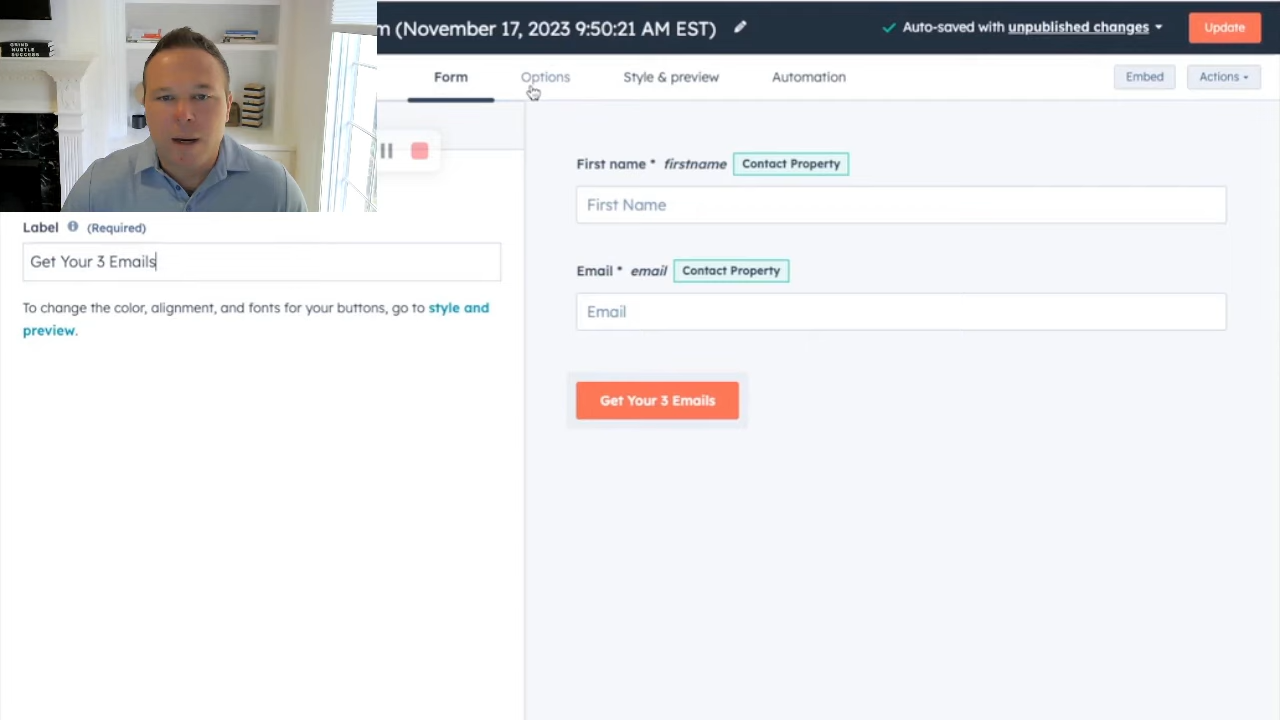 GRIND
HUSTLE
SUCCESS
m (November 17, 2023 9:50:21 AM EST)
Auto-saved with unpublished changes
Update
Form
Options
Style & preview
Automation
Embed
Actions
Label (Required)
Get Your 3 Emails
To change the color, alignment, and fonts for your buttons, go to style and
preview.
First name * firstname Contact Property
First Name
Email * email Contact Property
Email
Get Your 3 Emails